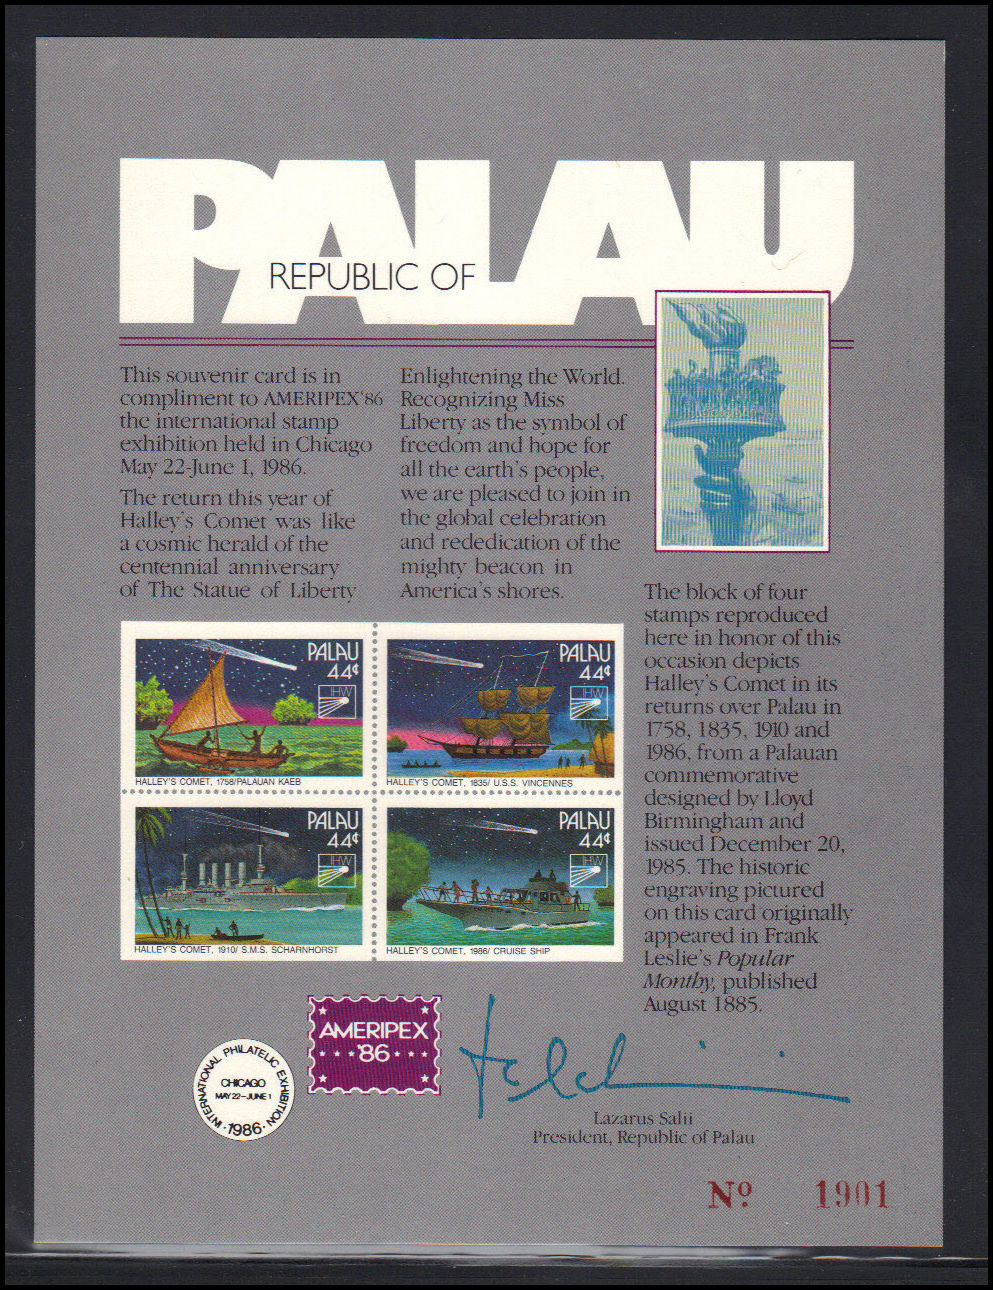 PALAU
REPUBLIC OF
This souvenir card is in
compliment to AMERIPEX'86
the international stamp
exhibition held in Chicago
May 22-June 1, 1986.
The return this year of
Halley's Comet was like
a cosmic herald of the
centennial anniversary
of The Statue of Liberty
Enlightening the World.
Recognizing Miss
Liberty as the symbol of
freedom and hope for
all the earth's people,
we are pleased to join in
the global celebration
and rededication of the
mighty beacon in
America's shores.
The block of four
stamps reproduced
here in honor of this
occasion depicts
Halley's Comet in its
returns over Palau in
1758, 1835, 1910 and
1986, from a Palauan
commemorative
designed by Lloyd
Birmingham and
issued December 20,
1985. The historic
engraving pictured
on this card originally
appeared in Frank
Leslie's Popular
Monthy, published
August 1885.
PALAU
44¢
IHW
HALLEY'S COMET, 1758/PALAUAN KAEB
PALAU
44¢
IHW
HALLEY'S COMET, 1835/ U.S.S. VINCENNES
PALAU
44¢
IHW
HALLEY'S COMET, 1910/ S.M.S. SCHARNHORST
PALAU
44¢
IHW
HALLEY'S COMET, 1986/ CRUISE SHIP
AMERIPEX
'86
INTERNATIONAL PHILATELIC EXHIBITION
CHICAGO
MAY 22–JUNE 1
·1986·
Lazarus Salii
President, Republic of Palau
Nº 1901